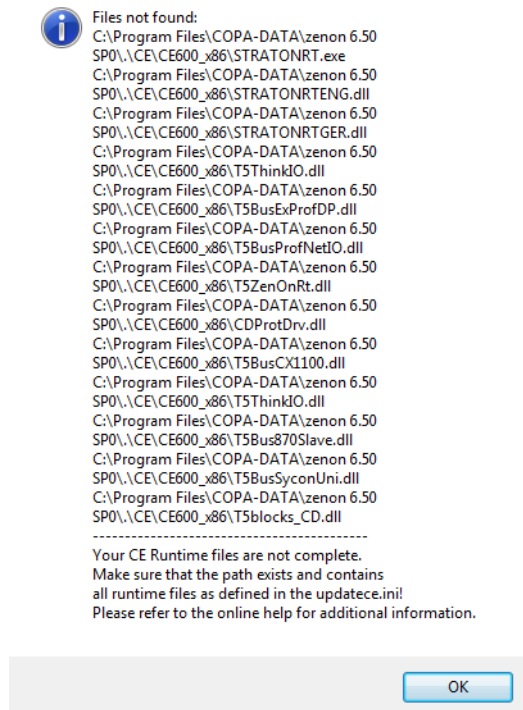 Files not found:
C:\Program Files\COPA-DATA\zenon 6.50
SP0\.\CE\CE600_x86\STRATONRT.exe
C:\Program Files\COPA-DATA\zenon 6.50
SP0\.\CE\CE600_x86\STRATONRTENG.dll
C:\Program Files\COPA-DATA\zenon 6.50
SP0\.\CE\CE600_x86\STRATONRTGER.dll
C:\Program Files\COPA-DATA\zenon 6.50
SP0\.\CE\CE600_x86\T5ThinkIO.dll
C:\Program Files\COPA-DATA\zenon 6.50
SP0\.\CE\CE600_x86\T5BusExProfDP.dll
C:\Program Files\COPA-DATA\zenon 6.50
SP0\.\CE\CE600_x86\T5BusProfNetIO.dll
C:\Program Files\COPA-DATA\zenon 6.50
SP0\.\CE\CE600_x86\T5ZenOnRt.dll
C:\Program Files\COPA-DATA\zenon 6.50
SP0\.\CE\CE600_x86\CDProtDrv.dll
C:\Program Files\COPA-DATA\zenon 6.50
SP0\.\CE\CE600_x86\T5BusCX1100.dll
C:\Program Files\COPA-DATA\zenon 6.50
SP0\.\CE\CE600_x86\T5ThinkIO.dll
C:\Program Files\COPA-DATA\zenon 6.50
SP0\.\CE\CE600_x86\T5Bus870Slave.dll
C:\Program Files\COPA-DATA\zenon 6.50
SP0\.\CE\CE600_x86\T5BusSyconUni.dll
C:\Program Files\COPA-DATA\zenon 6.50
SP0\.\CE\CE600_x86\T5blocks_CD.dll
-------------------------------------------
Your CE Runtime files are not complete.
Make sure that the path exists and contains
all runtime files as defined in the updatece.ini!
Please refer to the online help for additional information.
OK